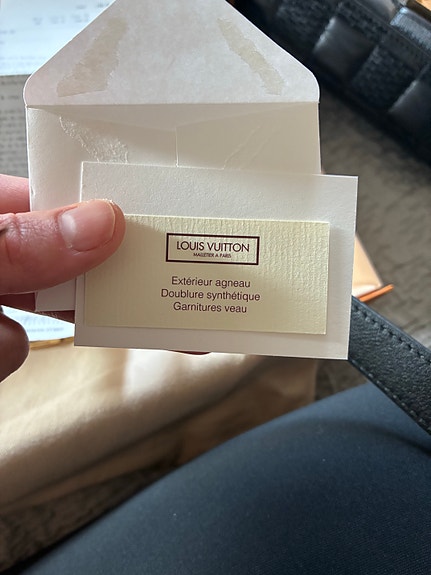 LOUIS VUITTON
MALLETIER A PARIS
Extérieur agneau
Doublure synthétique
Garnitures veau